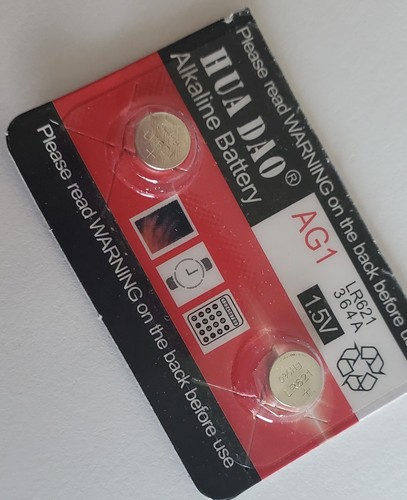 Please read WARNING on the back before u
HUA DAO®
Alkaline Battery
AG1
LR621
364A
1.5V
LR621
+
Please read WARNING on the back before use